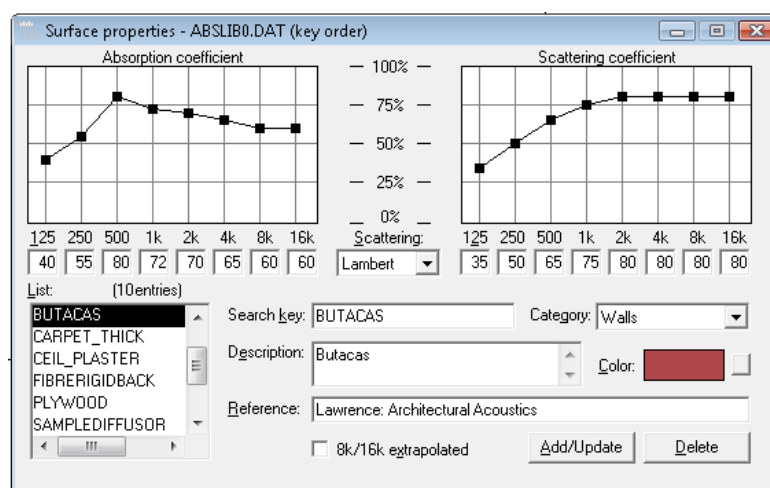 Surface properties - ABSLIB0.DAT (key order)
Absorption coefficient
Scattering coefficient
100%
75%
50%
25%
0%
125 250 500 1k 2k 4k 8k 16k
Scattering:
125 250 500 1k 2k 4k 8k 16k
40 55 80 72 70 65 60 60
Lambert
35 50 65 75 80 80 80 80
List: (10entries)
BUTACAS
CARPET_THICK
CEIL_PLASTER
FIBRERIGIDBACK
PLYWOOD
SAMPLEDIFFUSOR
Search key: BUTACAS
Category: Walls
Description: Butacas
Color:
Reference: Lawrence: Architectural Acoustics
8k/16k extrapolated
Add/Update
Delete